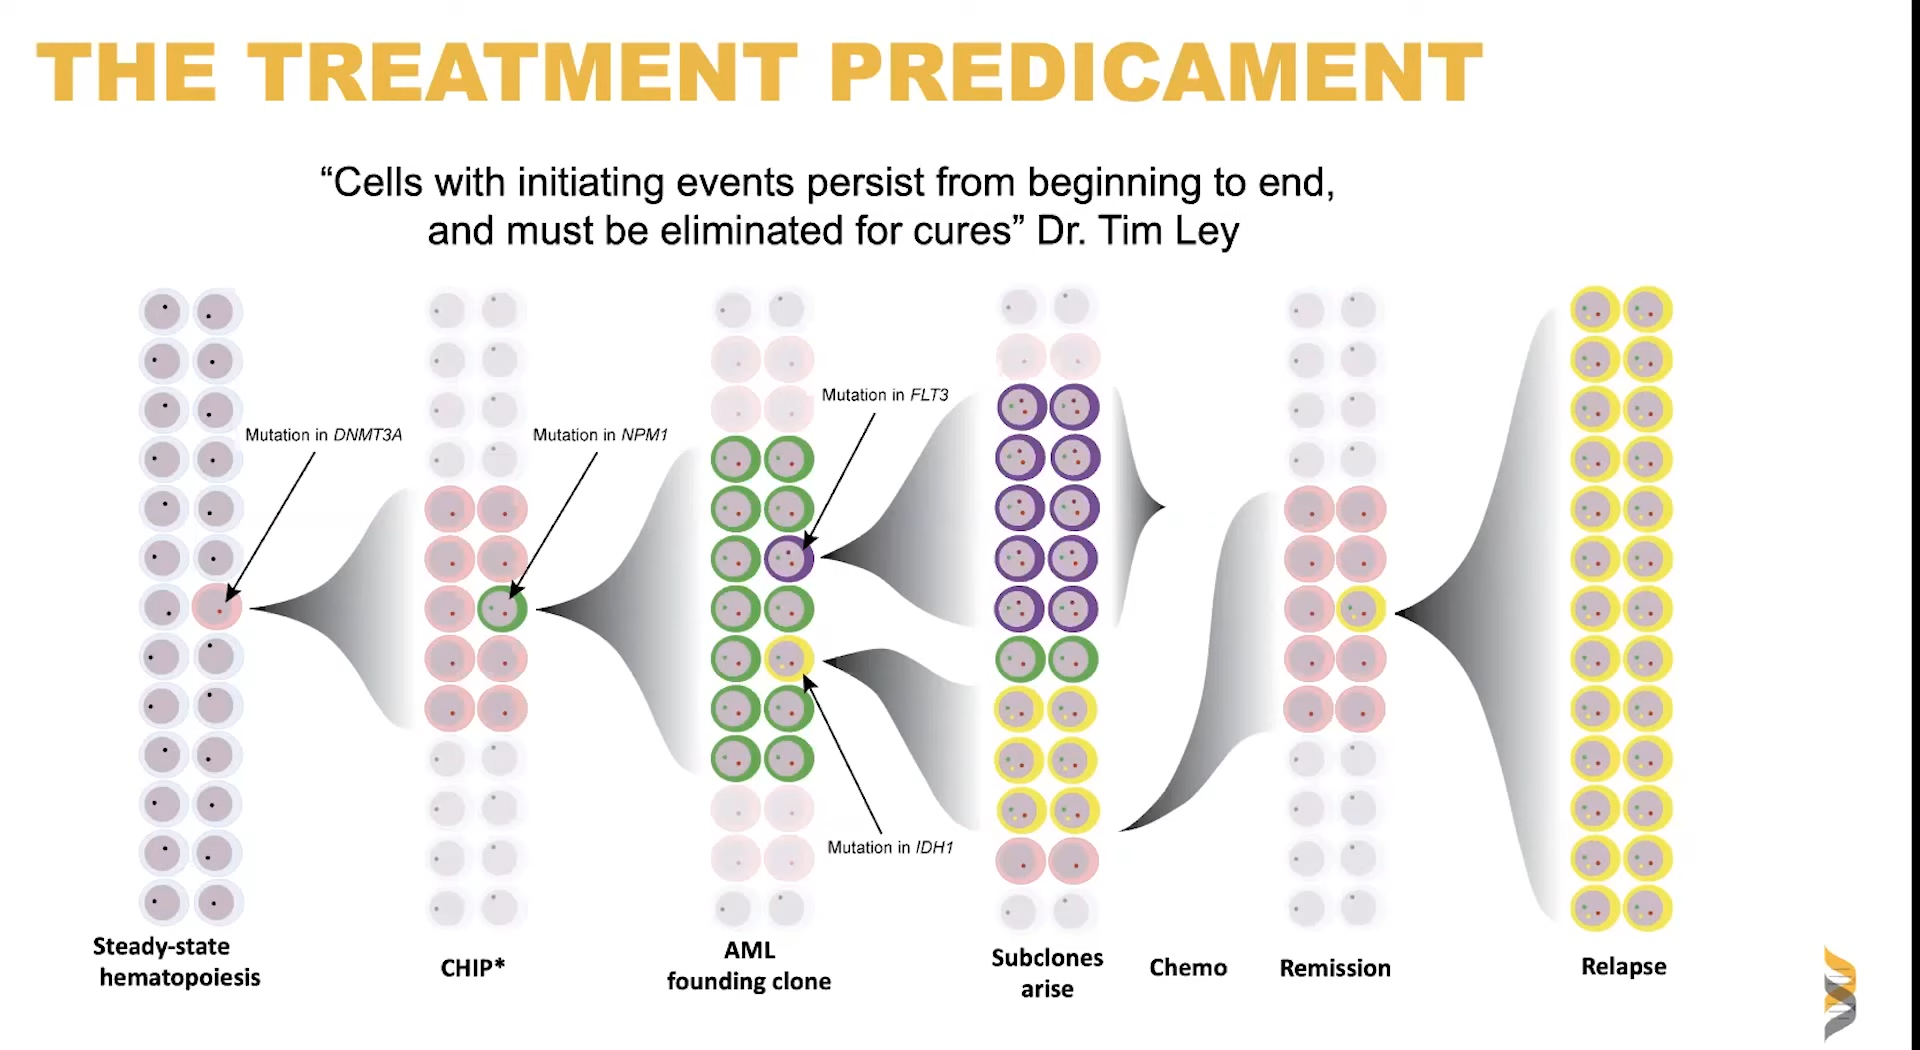 THE TREATMENT PREDICAMENT
“Cells with initiating events persist from beginning to end,
and must be eliminated for cures” Dr. Tim Ley
Mutation in DNMT3A
Mutation in NPM1
Mutation in FLT3
Mutation in IDH1
Steady-state
hematopoiesis
CHIP*
AML
founding clone
Subclones
arise
Chemo
Remission
Relapse